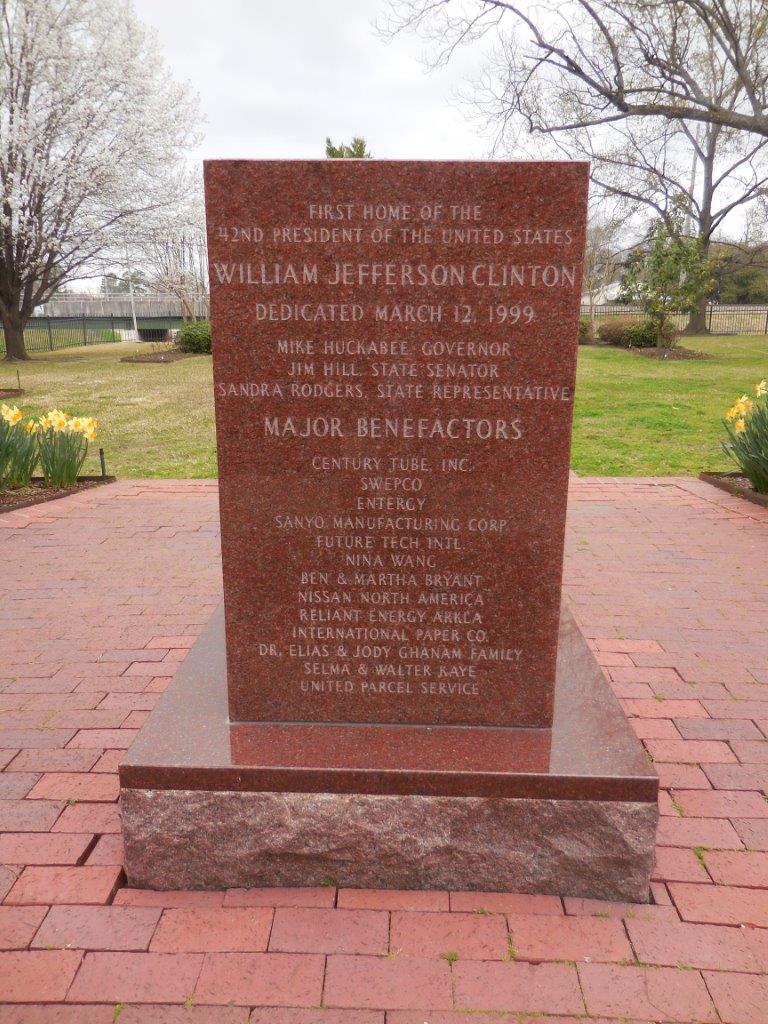 FIRST HOME OF THE
42ND PRESIDENT OF THE UNITED STATES
WILLIAM JEFFERSON CLINTON
DEDICATED MARCH 12, 1999
MIKE HUCKABEE, GOVERNOR
JIM HILL, STATE SENATOR
SANDRA RODGERS, STATE REPRESENTATIVE
MAJOR BENEFACTORS
CENTURY TUBE, INC.
SWEPCO
ENTERGY
SANYO MANUFACTURING CORP.
FUTURE TECH INTL.
NINA WANG
BEN & MARTHA BRYANT
NISSAN NORTH AMERICA
RELIANT ENERGY ARKLA
INTERNATIONAL PAPER CO.
DR. ELIAS & JODY GHANAM FAMILY
SELMA & WALTER KAYE
UNITED PARCEL SERVICE